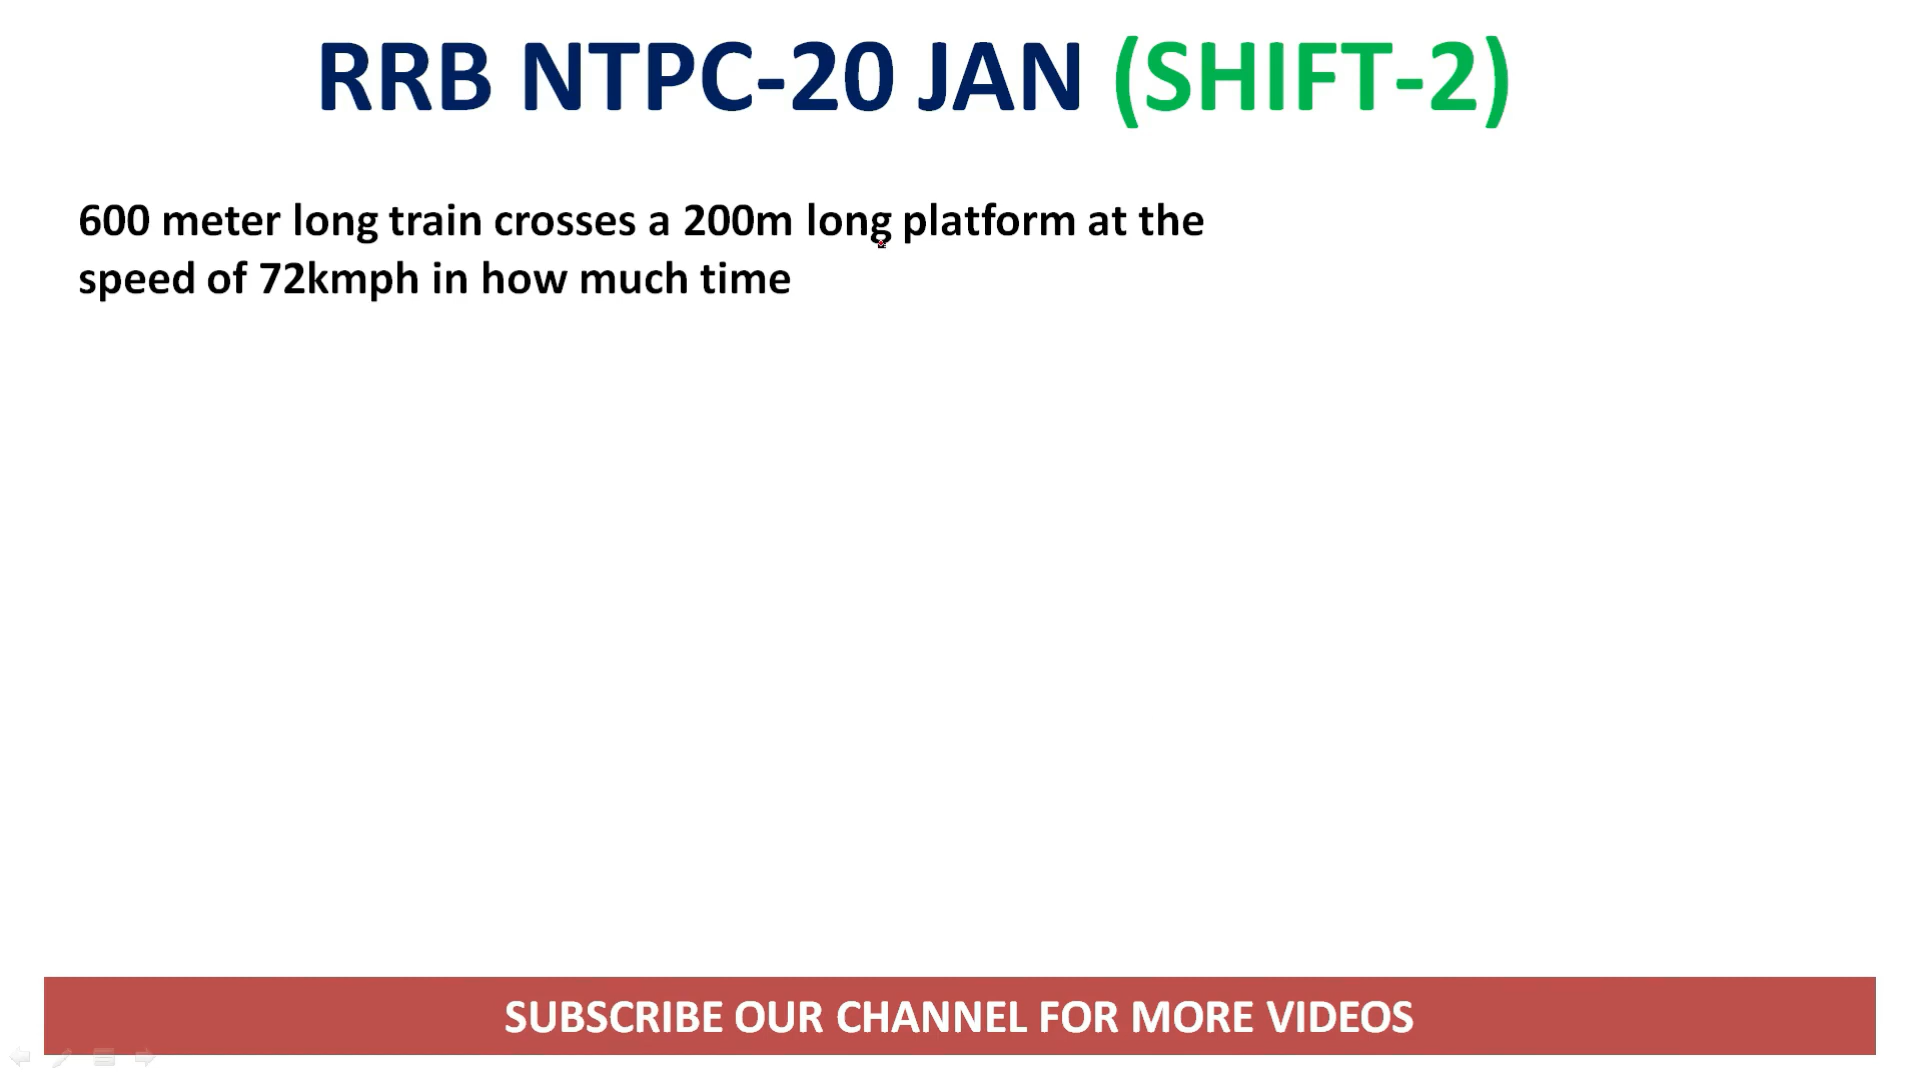 RRB NTPC-20 JAN (SHIFT-2)
600 meter long train crosses a 200m long platform at the
speed of 72kmph in how much time
SUBSCRIBE OUR CHANNEL FOR MORE VIDEOS